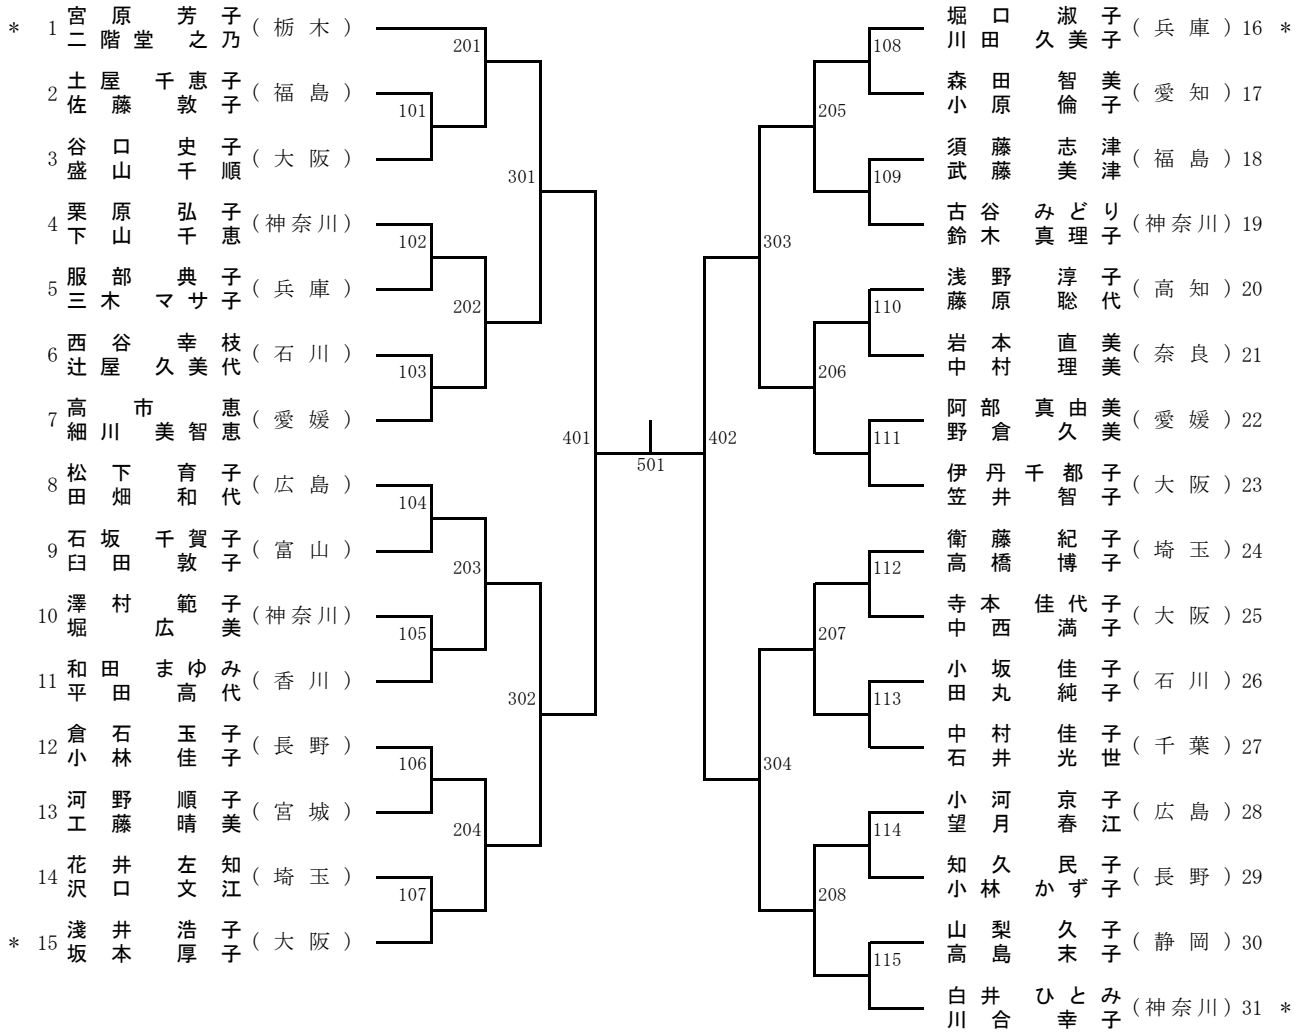 * 1 宮原 芳子 二階堂 之乃 (栃木)
2 土屋 千恵子 佐藤 敦子 (福島)
3 谷口 史子 盛山 千順 (大阪)
4 栗原 弘子 下山 千恵 (神奈川)
5 服部 典子 三木 マサ子 (兵庫)
6 西谷 幸枝 辻屋 久美代 (石川)
7 高市 恵 細川 美智恵 (愛媛)
8 松下 育子 田畑 和代 (広島)
9 石坂 千賀子 臼田 敦子 (富山)
10 澤村 範子 堀 広美 (神奈川)
11 和田 まゆみ 平田 高代 (香川)
12 倉石 玉子 小林 佳子 (長野)
13 河野 順子 工藤 晴美 (宮城)
14 花井 左知 沢口 文江 (埼玉)
* 15 淺井 浩子 坂本 厚子 (大阪)
201
101
301
102
202
103
401
104
203
105
302
106
204
107
501
108
205
109
303
110
206
111
402
112
207
113
304
114
208
115
堀口 淑子 川田 久美子 (兵庫) 16 *
森田 智美 小原 倫子 (愛知) 17
須藤 志津 武藤 美津 (福島) 18
古谷 みどり 鈴木 真理子 (神奈川) 19
浅野 淳子 藤原 聡代 (高知) 20
岩本 直美 中村 理美 (奈良) 21
阿部 真由美 野倉 久美 (愛媛) 22
伊丹 千都子 笠井 智子 (大阪) 23
衛藤 紀子 高橋 博子 (埼玉) 24
寺本 佳代子 中西 満子 (大阪) 25
小坂 佳子 田丸 純子 (石川) 26
中村 佳子 石井 光世 (千葉) 27
小河 京子 望月 春江 (広島) 28
知久 民子 小林 かず子 (長野) 29
山梨 久子 高島 末子 (静岡) 30
白井 ひとみ 川合 幸子 (神奈川) 31 *